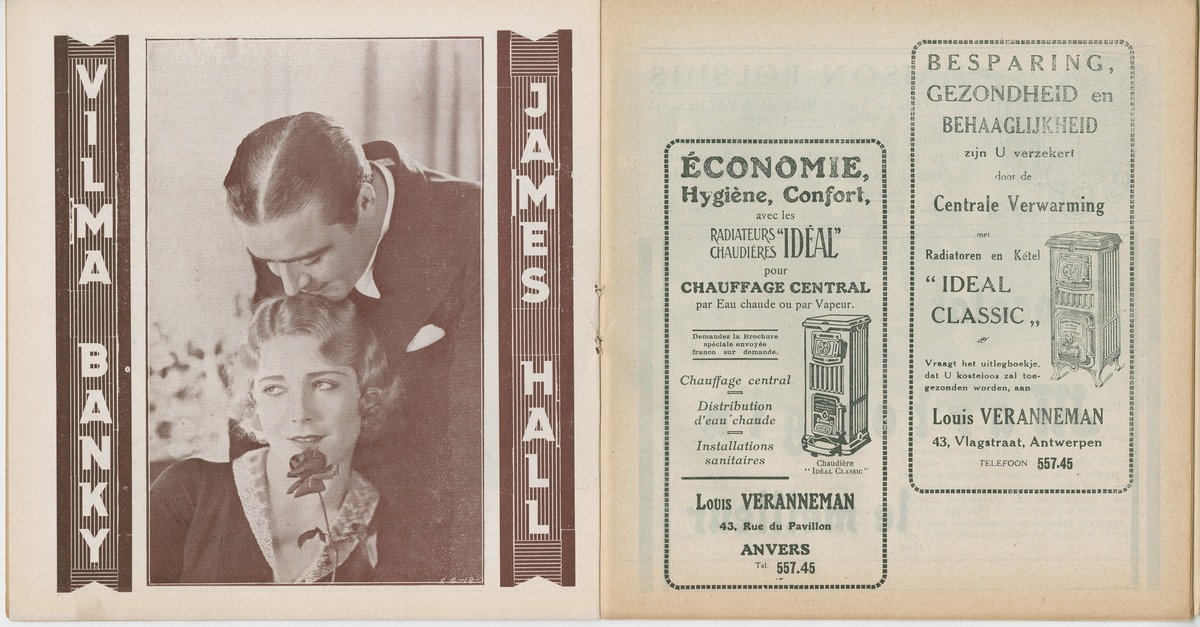 VILMA BANKY
JAMES HALL
ÉCONOMIE,
Hygiène, Confort,
avec les
RADIATEURS "IDÉAL"
CHAUDIÈRES
pour
CHAUFFAGE CENTRAL
par Eau chaude ou par Vapeur.
Demandez la Brochure
spéciale envoyée
franco sur demande.
Chauffage central
Distribution
d'eau chaude
Installations
sanitaires
Chaudière
"IDÉAL CLASSIC"
Louis VERANNEMAN
43, Rue du Pavillon
ANVERS
Tél. 557.45
BESPARING,
GEZONDHEID en
BEHAAGLIJKHEID
zijn U verzekert
door de
Centrale Verwarming
met
Radiatoren en Kétel
“ IDEAL
CLASSIC „
Vraagt het uitlegboekje,
dat U kosteloos zal toe-
gezonden worden, aan
Louis VERANNEMAN
43, Vlagstraat, Antwerpen
TELEFOON 557.45